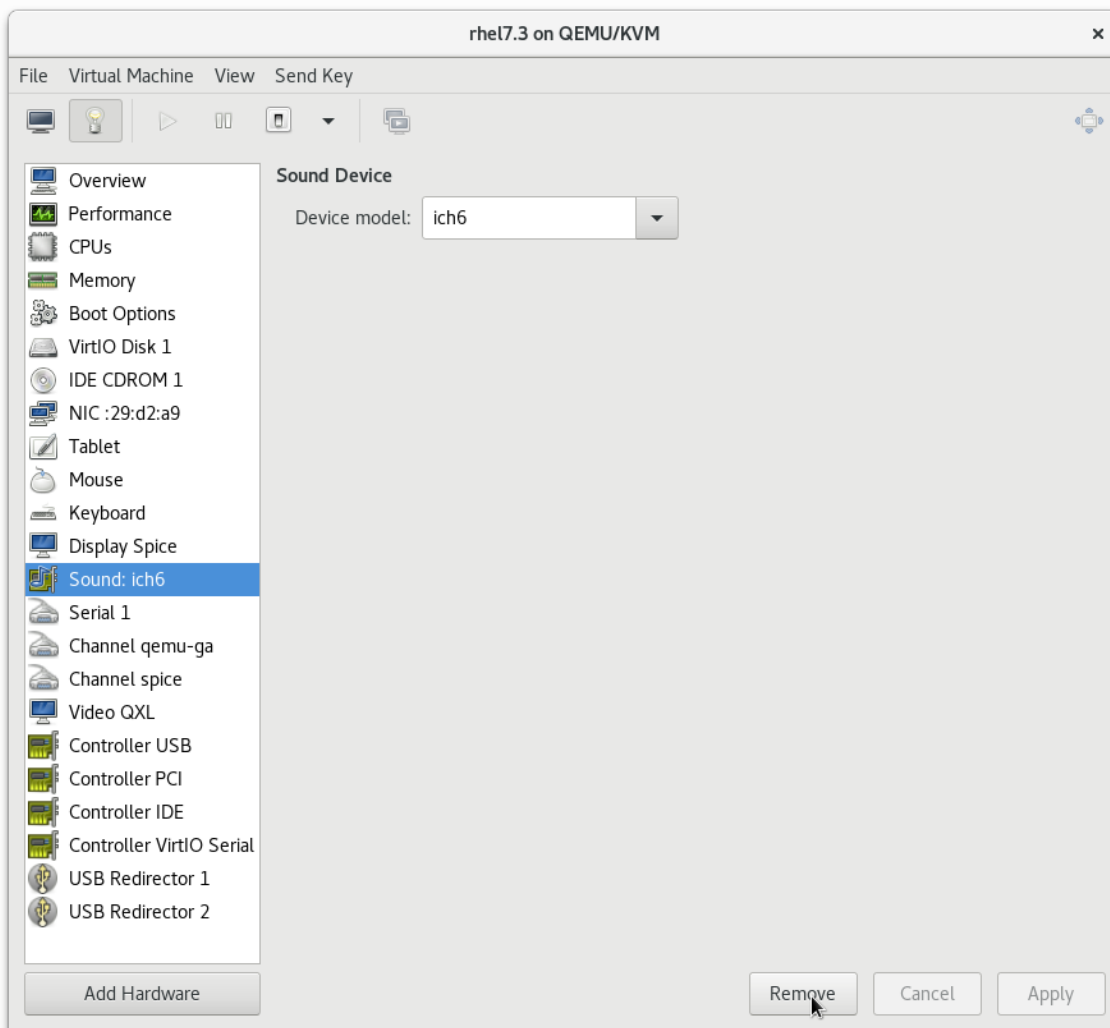 rhel7.3 on QEMU/KVM
File Virtual Machine View Send Key
Overview
Performance
CPUs
Memory
Boot Options
VirtIO Disk 1
IDE CDROM 1
NIC :29:d2:a9
Tablet
Mouse
Keyboard
Display Spice
Sound: ich6
Serial 1
Channel qemu-ga
Channel spice
Video QXL
Controller USB
Controller PCI
Controller IDE
Controller VirtIO Serial
USB Redirector 1
USB Redirector 2
Add Hardware
Sound Device
Device model: ich6
Remove Cancel Apply